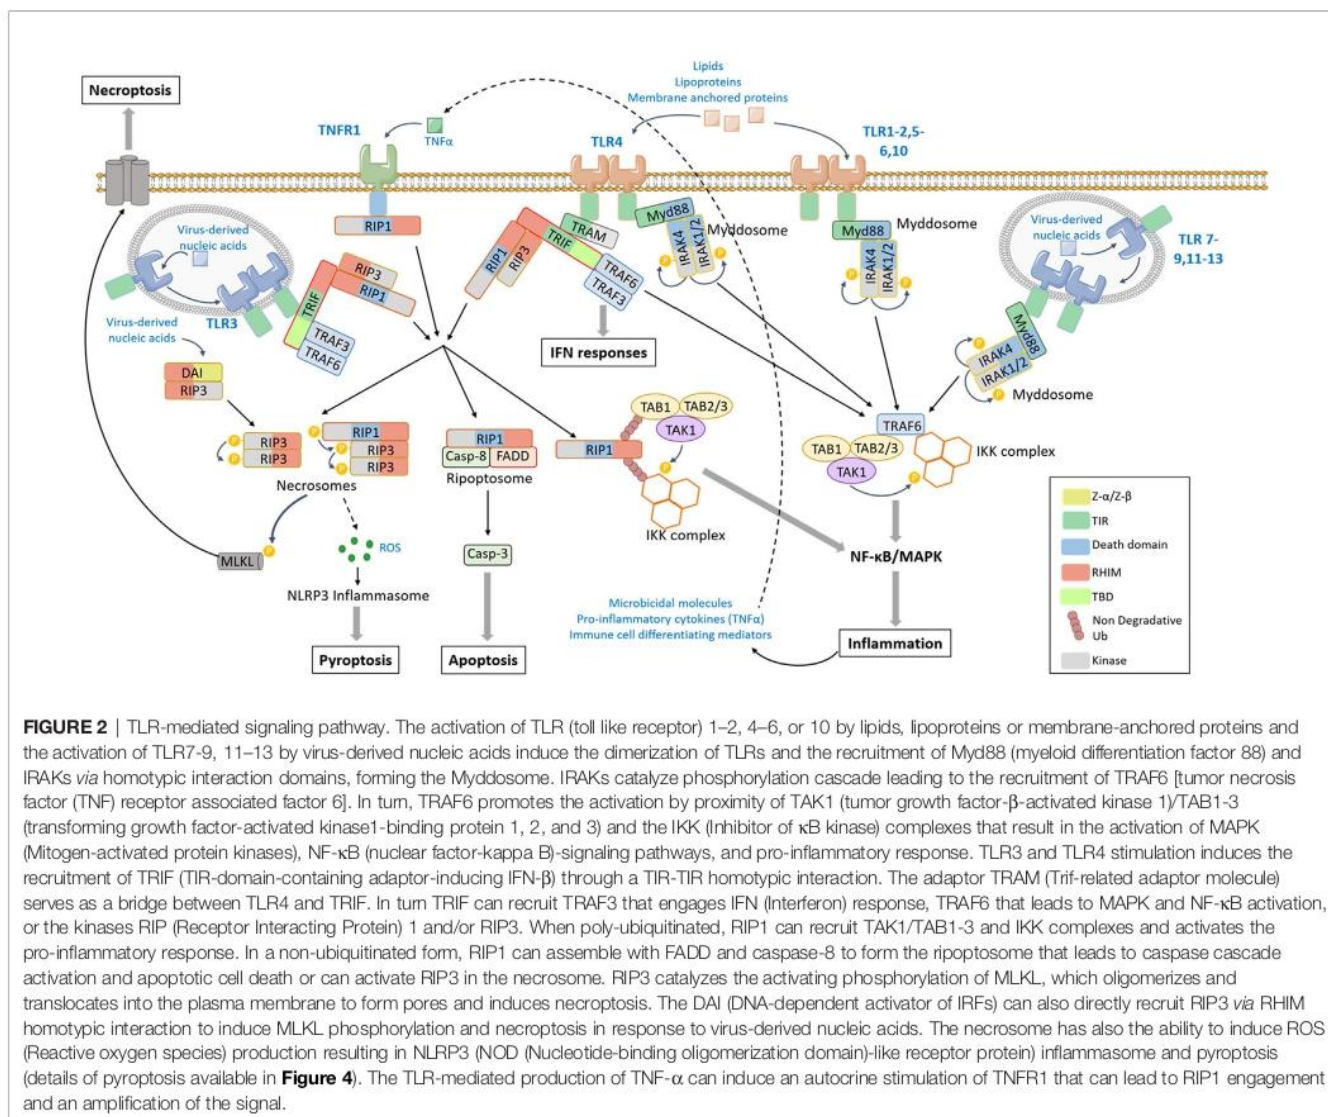 Necroptosis
TNFR1
TNFα
Lipids
Lipoproteins
Membrane anchored proteins
TLR4
TLR1-2,5-
6,10
RIP1
Virus-derived
nucleic acids
TLR3
Virus-derived
nucleic acids
DAI
RIP3
TRIF
RIP3
RIP1
TRAF3
TRAF6
RIP1
RIP3
TRIF
TRAM
TRAF6
TRAF3
IFN responses
Myd88
Myddosome
IRAK4
IRAK1/2
P
P
Myd88
Myddosome
IRAK4
IRAK1/2
P
P
Virus-derived
nucleic acids
TLR 7-
9,11-13
Myd88
IRAK4
IRAK1/2
P
P
Myddosome
P
RIP3
P
RIP3
P
RIP1
P
RIP3
P
RIP3
Necrosomes
RIP1
Casp-8
FADD
Ripoptosome
RIP1
TAB1
TAB2/3
TAK1
P
IKK complex
TRAF6
TAB1
TAB2/3
TAK1
P
IKK complex
MLKL
P
ROS
NLRP3 Inflammasome
Pyroptosis
Casp-3
Apoptosis
NF-κB/MAPK
Inflammation
Microbicidal molecules
Pro-inflammatory cytokines (TNFα)
Immune cell differentiating mediators
Z-α/Z-β
TIR
Death domain
RHIM
TBD
Non Degradative
Ub
Kinase
FIGURE 2 | TLR-mediated signaling pathway. The activation of TLR (toll like receptor) 1–2, 4–6, or 10 by lipids, lipoproteins or membrane-anchored proteins and
the activation of TLR7-9, 11–13 by virus-derived nucleic acids induce the dimerization of TLRs and the recruitment of Myd88 (myeloid differentiation factor 88) and
IRAKs via homotypic interaction domains, forming the Myddosome. IRAKs catalyze phosphorylation cascade leading to the recruitment of TRAF6 [tumor necrosis
factor (TNF) receptor associated factor 6]. In turn, TRAF6 promotes the activation by proximity of TAK1 (tumor growth factor-β-activated kinase 1)/TAB1-3
(transforming growth factor-activated kinase1-binding protein 1, 2, and 3) and the IKK (Inhibitor of κB kinase) complexes that result in the activation of MAPK
(Mitogen-activated protein kinases), NF-κB (nuclear factor-kappa B)-signaling pathways, and pro-inflammatory response. TLR3 and TLR4 stimulation induces the
recruitment of TRIF (TIR-domain-containing adaptor-inducing IFN-β) through a TIR-TIR homotypic interaction. The adaptor TRAM (Trif-related adaptor molecule)
serves as a bridge between TLR4 and TRIF. In turn TRIF can recruit TRAF3 that engages IFN (Interferon) response, TRAF6 that leads to MAPK and NF-κB activation,
or the kinases RIP (Receptor Interacting Protein) 1 and/or RIP3. When poly-ubiquitinated, RIP1 can recruit TAK1/TAB1-3 and IKK complexes and activates the
pro-inflammatory response. In a non-ubiquitinated form, RIP1 can assemble with FADD and caspase-8 to form the ripoptosome that leads to caspase cascade
activation and apoptotic cell death or can activate RIP3 in the necrosome. RIP3 catalyzes the activating phosphorylation of MLKL, which oligomerizes and
translocates into the plasma membrane to form pores and induces necroptosis. The DAI (DNA-dependent activator of IRFs) can also directly recruit RIP3 via RHIM
homotypic interaction to induce MLKL phosphorylation and necroptosis in response to virus-derived nucleic acids. The necrosome has also the ability to induce ROS
(Reactive oxygen species) production resulting in NLRP3 (NOD (Nucleotide-binding oligomerization domain)-like receptor protein) inflammasome and pyroptosis
(details of pyroptosis available in Figure 4). The TLR-mediated production of TNF-α can induce an autocrine stimulation of TNFR1 that can lead to RIP1 engagement
and an amplification of the signal.